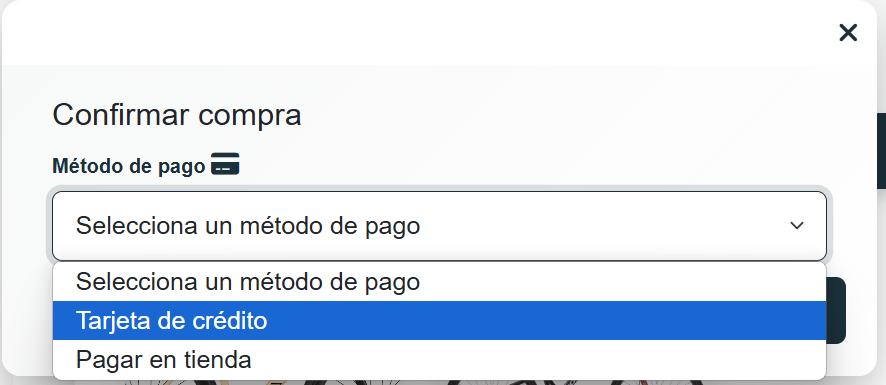 Confirmar compra
Método de pago
Selecciona un método de pago
Selecciona un método de pago
Tarjeta de crédito
Pagar en tienda